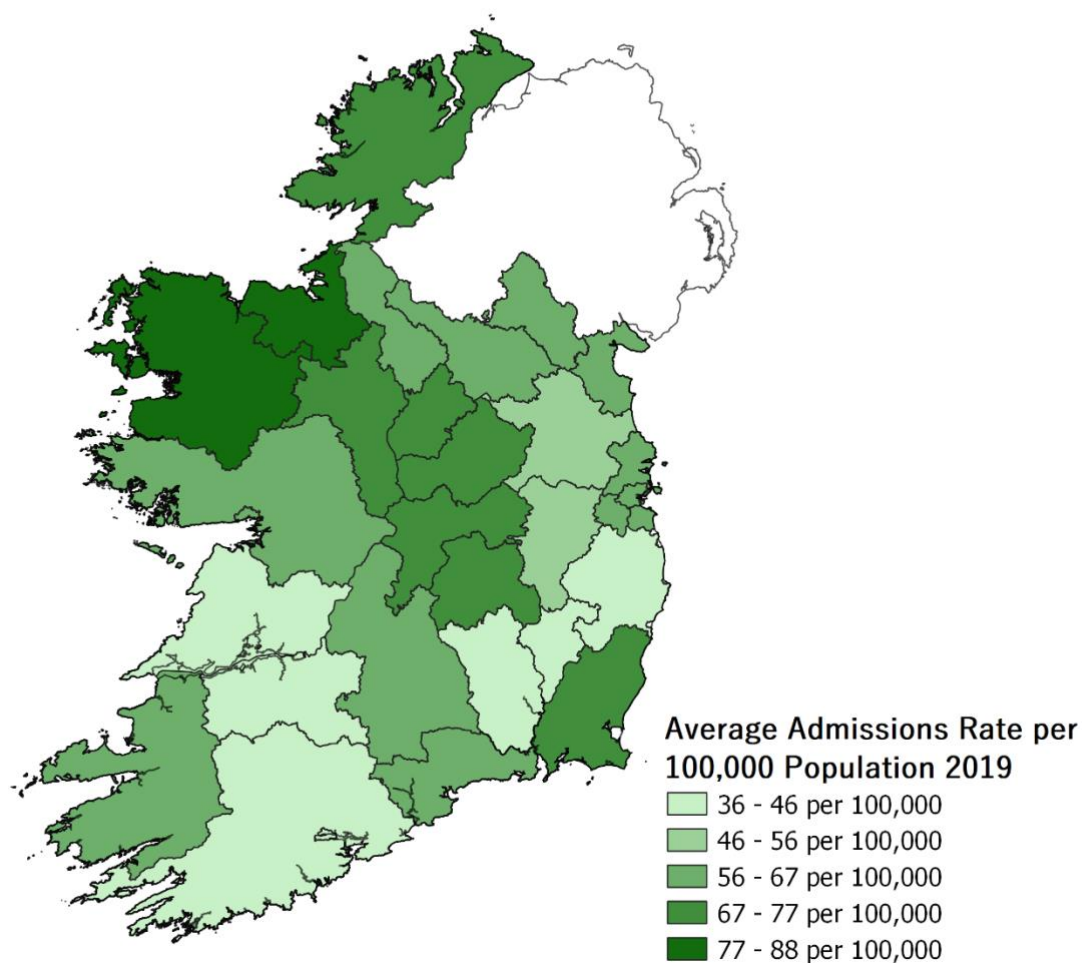 Average Admissions Rate per
100,000 Population 2019
36 - 46 per 100,000
46 - 56 per 100,000
56 - 67 per 100,000
67 - 77 per 100,000
77 - 88 per 100,000